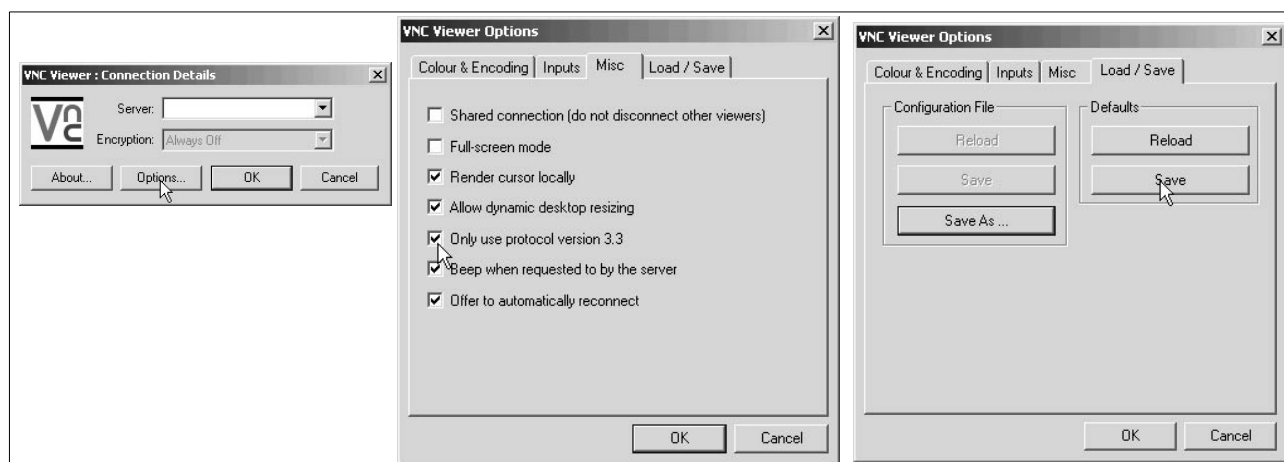 VNC Viewer : Connection Details
VNC
Server:
Encryption: Always Off
About... Options... OK Cancel
VNC Viewer Options
Colour & Encoding Inputs Misc Load / Save
Shared connection (do not disconnect other viewers)
Full-screen mode
Render cursor locally
Allow dynamic desktop resizing
Only use protocol version 3.3
Beep when requested to by the server
Offer to automatically reconnect
OK Cancel
VNC Viewer Options
Colour & Encoding Inputs Misc Load / Save
Configuration File Defaults
Reload Reload
Save Save
Save As ...
OK Cancel